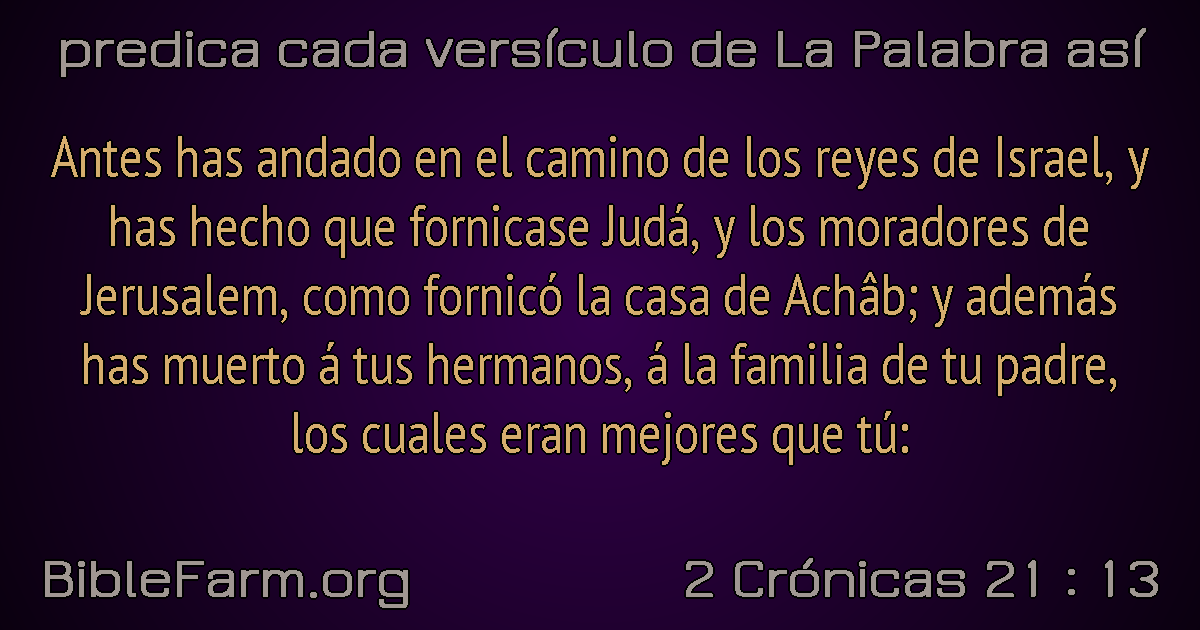 predica cada versículo de La Palabra así
Antes has andado en el camino de los reyes de Israel, y
has hecho que fornicase Judá, y los moradores de
Jerusalem, como fornicó la casa de Achâb; y además
has muerto á tus hermanos, á la familia de tu padre,
los cuales eran mejores que tú:
BibleFarm.org
2 Crónicas 21 : 13